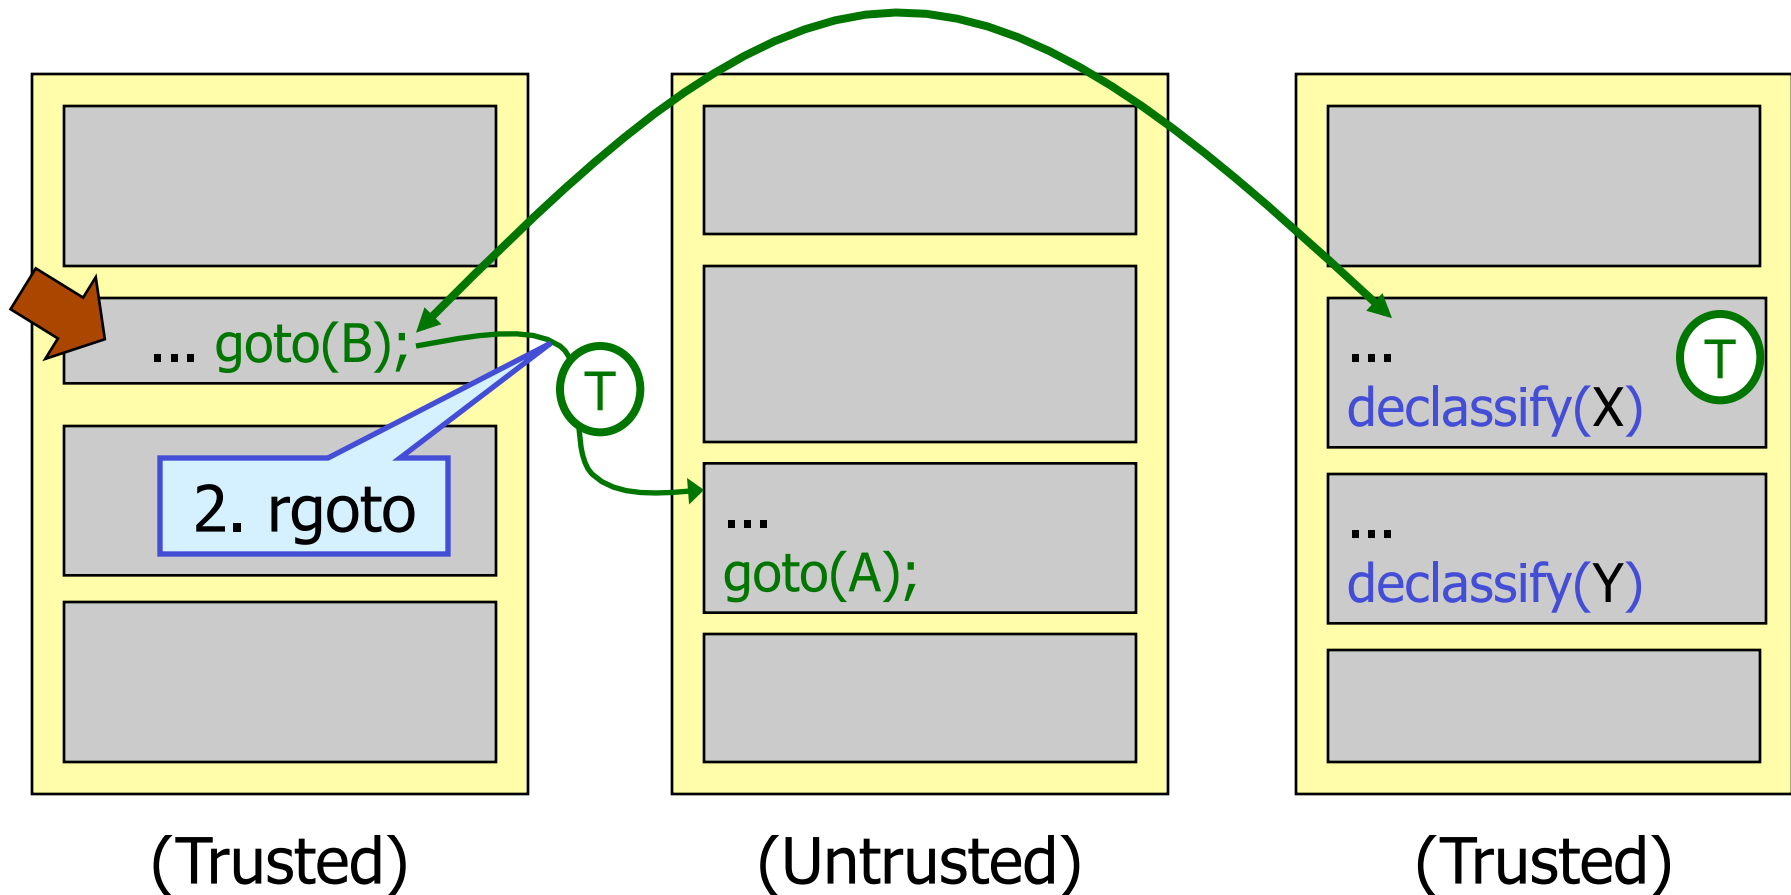 ... goto(B);
T
2. rgoto
(Trusted)
...
goto(A);
(Untrusted)
...
declassify(X)
T
...
declassify(Y)
(Trusted)